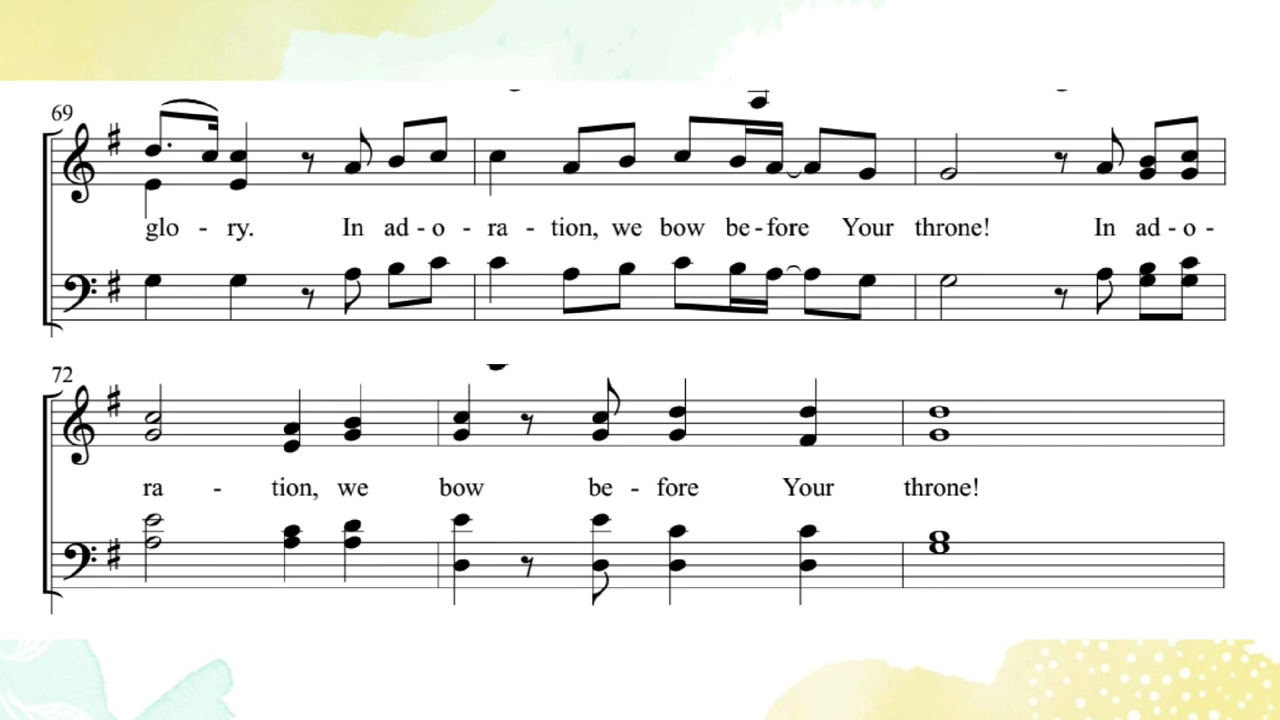 69
glo - ry. In ad - o - ra - tion, we bow be - fore Your throne! In ad - o -
72
ra - tion, we bow be - fore Your throne!